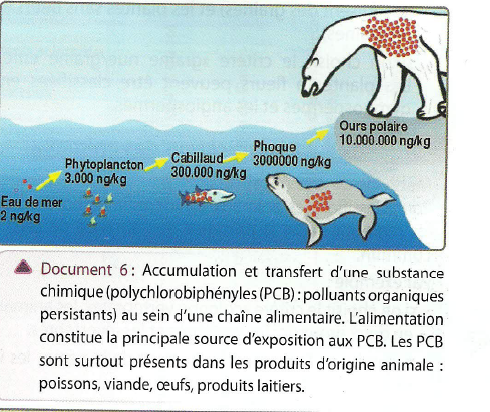 Ours polaire
10.000.000 ng/kg
Phoque
3000000 ng/kg
Cabillaud
300.000 ng/kg
Phytoplancton
3.000 ng/kg
Eau de mer
2 ng/kg
Document 6 : Accumulation et transfert d'une substance
chimique (polychlorobiphényles (PCB) : polluants organiques
persistants) au sein d'une chaîne alimentaire. L'alimentation
constitue la principale source d'exposition aux PCB. Les PCB
sont surtout présents dans les produits d'origine animale :
poissons, viande, œufs, produits laitiers.